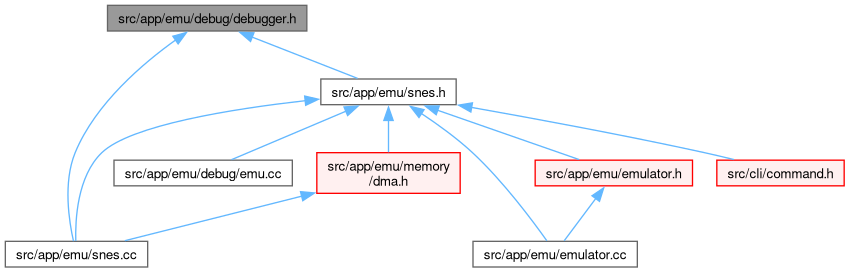 src/app/emu/debug/debugger.h
src/app/emu/snes.h
src/app/emu/debug/emu.cc
src/app/emu/memory
/dma.h
src/app/emu/emulator.h
src/cli/command.h
src/app/emu/snes.cc
src/app/emu/emulator.cc